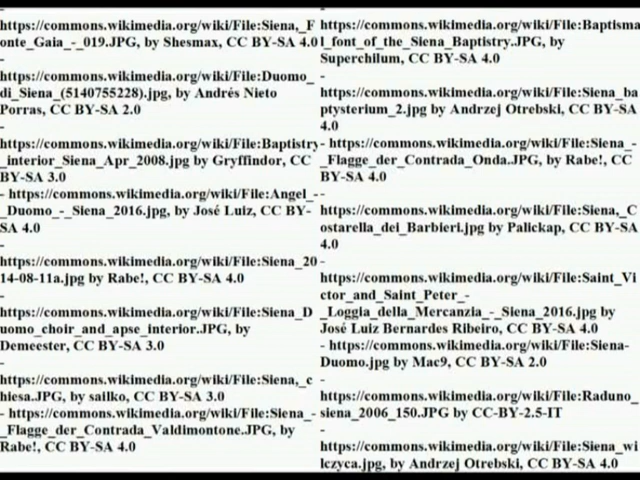 -
https://commons.wikimedia.org/wiki/File:Siena,_F
onte_Gaia_-_019.JPG, by Shesmax, CC BY-SA 4.0
-
https://commons.wikimedia.org/wiki/File:Duomo_
di_Siena_(5140755228).jpg, by Andrés Nieto
Porras, CC BY-SA 2.0
-
https://commons.wikimedia.org/wiki/File:Baptistry
_interior_Siena_Apr_2008.jpg by Gryffindor, CC
BY-SA 3.0
- https://commons.wikimedia.org/wiki/File:Angel_-
_Duomo_-_Siena_2016.jpg, by José Luiz, CC BY-
SA 4.0
-
https://commons.wikimedia.org/wiki/File:Siena_20
14-08-11a.jpg by Rabe!, CC BY-SA 4.0
-
https://commons.wikimedia.org/wiki/File:Siena_D
uomo_choir_and_apse_interior.JPG, by
Demeester, CC BY-SA 3.0
-
https://commons.wikimedia.org/wiki/File:Siena,_c
hiesa.JPG, by sailko, CC BY-SA 3.0
- https://commons.wikimedia.org/wiki/File:Siena_-
_Flagge_der_Contrada_Valdimontone.JPG, by
Rabe!, CC BY-SA 4.0
-
https://commons.wikimedia.org/wiki/File:Baptisma
l_font_of_the_Siena_Baptistry.JPG, by
Superchilum, CC BY-SA 4.0
-
https://commons.wikimedia.org/wiki/File:Siena_ba
ptysterium_2.jpg by Andrzej Otrebski, CC BY-SA
4.0
- https://commons.wikimedia.org/wiki/File:Siena_-
_Flagge_der_Contrada_Onda.JPG, by Rabe!, CC
BY-SA 4.0
-
https://commons.wikimedia.org/wiki/File:Siena,_C
ostarella_dei_Barbieri.jpg by Palickap, CC BY-SA
4.0
-
https://commons.wikimedia.org/wiki/File:Saint_Vi
ctor_and_Saint_Peter_-
_Loggia_della_Mercanzia_-_Siena_2016.jpg by
José Luiz Bernardes Ribeiro, CC BY-SA 4.0
- https://commons.wikimedia.org/wiki/File:Siena-
Duomo.jpg by Mac9, CC BY-SA 2.0
-
https://commons.wikimedia.org/wiki/File:Raduno_
siena_2006_150.JPG by CC-BY-2.5-IT
-
https://commons.wikimedia.org/wiki/File:Siena_wi
lczyca.jpg, by Andrzej Otrebski, CC BY-SA 4.0